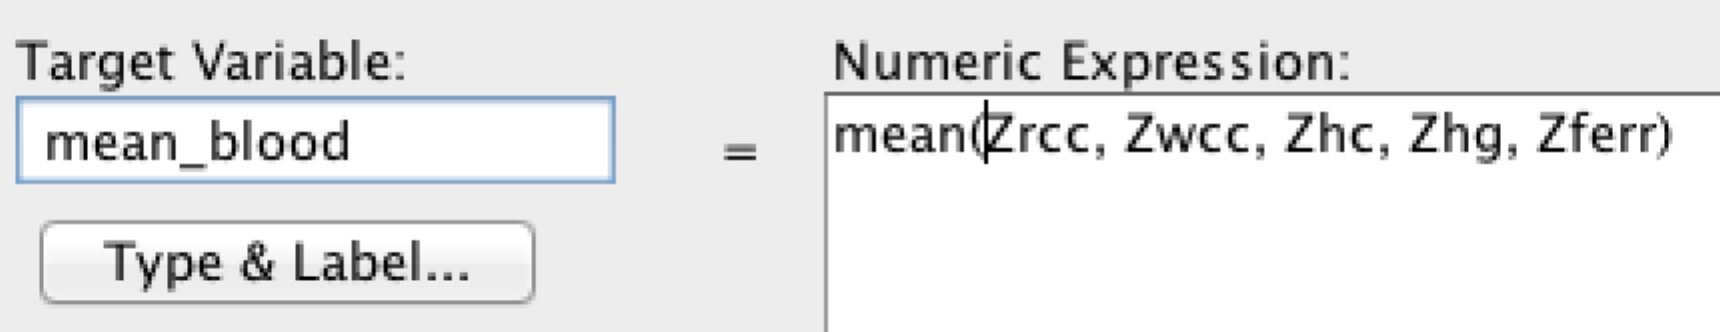 Target Variable:
Numeric Expression:
mean_blood
=
mean(Zrcc, Zwcc, Zhc, Zhg, Zferr)
Type & Label...